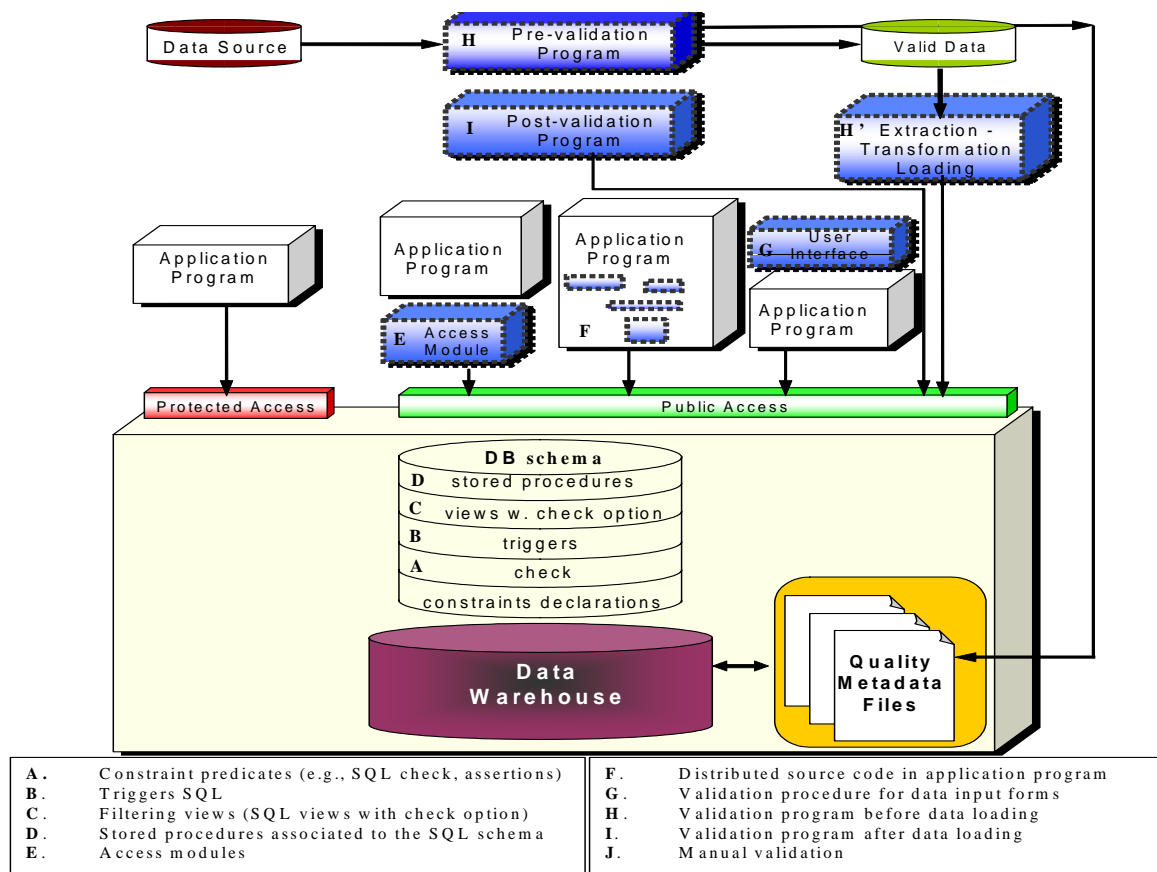 Data Source
H Pre-validation
Program
Valid Data
I Post-validation
Program
H’ Extraction -
Transformation
Loading
Application
Program
Application
Program
E Access
Module
Application
Program
F
G User
Interface
Application
Program
Protected Access
Public Access
DB schema
D stored procedures
C views w. check option
B triggers
A check
constraints declarations
Data
Warehouse
Quality
Metadata
Files
A. Constraint predicates (e.g., SQL check, assertions)
B. Triggers SQL
C. Filtering views (SQL views with check option)
D. Stored procedures associated to the SQL schema
E. Access modules
F. Distributed source code in application program
G. Validation procedure for data input forms
H. Validation program before data loading
I. Validation program after data loading
J. Manual validation